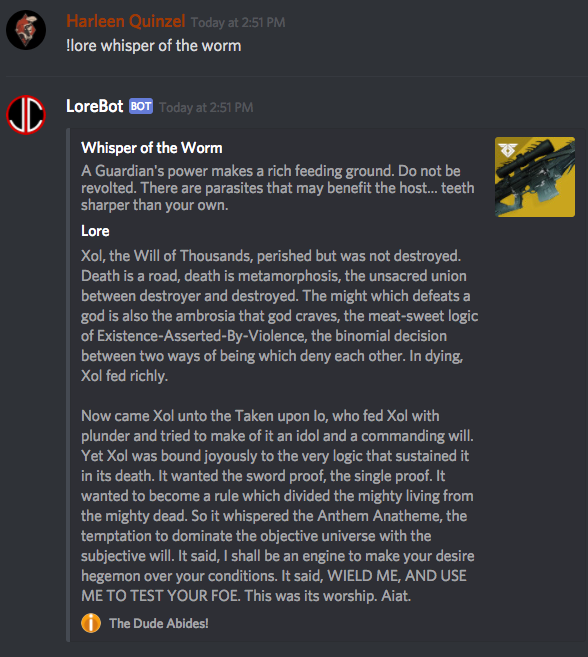 Harleen Quinzel Today at 2:51 PM
!lore whisper of the worm
LoreBot BOT Today at 2:51 PM
Whisper of the Worm
A Guardian's power makes a rich feeding ground. Do not be
revolted. There are parasites that may benefit the host... teeth
sharper than your own.
Lore
Xol, the Will of Thousands, perished but was not destroyed.
Death is a road, death is metamorphosis, the unsacred union
between destroyer and destroyed. The might which defeats a
god is also the ambrosia that god craves, the meat-sweet logic
of Existence-Asserted-By-Violence, the binomial decision
between two ways of being which deny each other. In dying,
Xol fed richly.
Now came Xol unto the Taken upon Io, who fed Xol with
plunder and tried to make of it an idol and a commanding will.
Yet Xol was bound joyously to the very logic that sustained it
in its death. It wanted the sword proof, the single proof. It
wanted to become a rule which divided the mighty living from
the mighty dead. So it whispered the Anthem Anatheme, the
temptation to dominate the objective universe with the
subjective will. It said, I shall be an engine to make your desire
hegemon over your conditions. It said, WIELD ME, AND USE
ME TO TEST YOUR FOE. This was its worship. Aiat.
The Dude Abides!